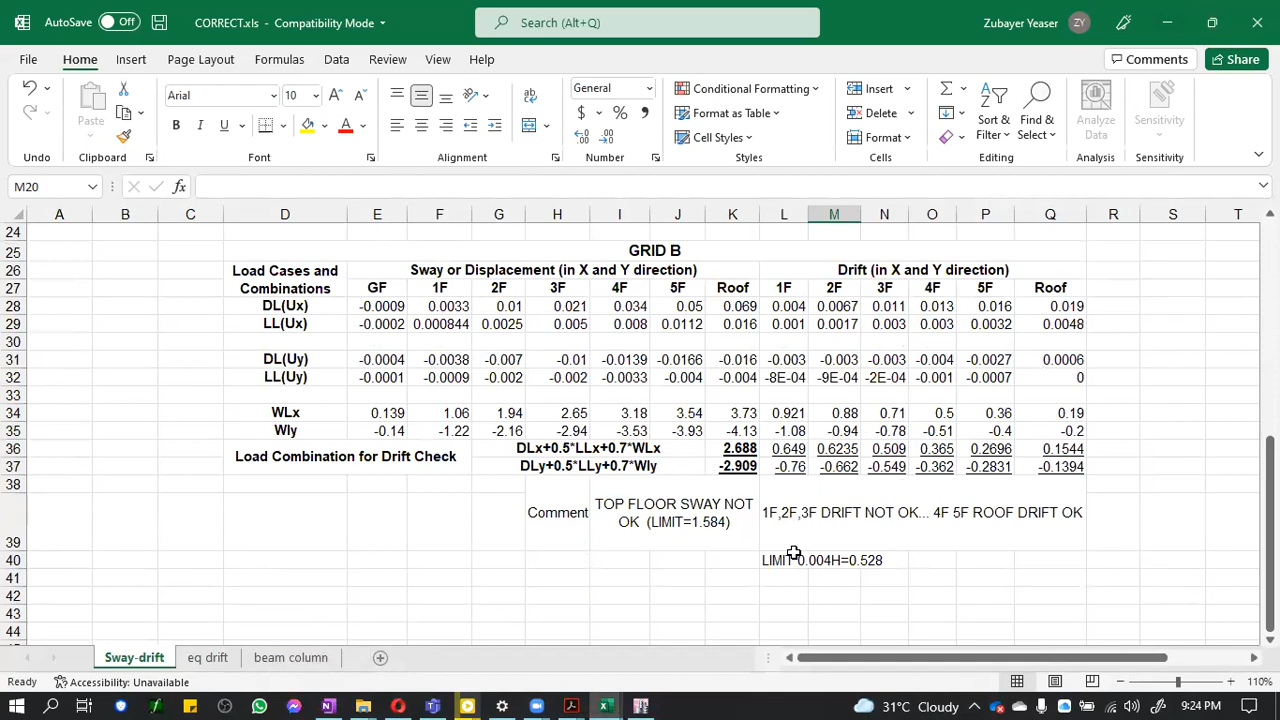 AutoSave Off CORRECT.xls - Compatibility Mode Search (Alt+Q) Zubayer Yeaser ZY
File Home Insert Page Layout Formulas Data Review View Help Comments Share
Paste Arial 10 General Conditional Formatting Format as Table Cell Styles Insert Delete Format Sort & Filter Find & Select Analyze Data Sensitivity
Undo Clipboard Font Alignment Number Styles Cells Editing Analysis Sensitivity
M20
A B C D E F G H I J K L M N O P Q R S T
24
25 GRID B
26 Load Cases and Sway or Displacement (in X and Y direction) Drift (in X and Y direction)
27 Combinations GF 1F 2F 3F 4F 5F Roof 1F 2F 3F 4F 5F Roof
28 DL(Ux) -0.0009 0.0033 0.01 0.021 0.034 0.05 0.069 0.004 0.0067 0.011 0.013 0.016 0.019
29 LL(Ux) -0.0002 0.000844 0.0025 0.005 0.008 0.0112 0.016 0.001 0.0017 0.003 0.003 0.0032 0.0048
30
31 DL(Uy) -0.0004 -0.0038 -0.007 -0.01 -0.0139 -0.0166 -0.016 -0.003 -0.003 -0.003 -0.004 -0.0027 0.0006
32 LL(Uy) -0.0001 -0.0009 -0.002 -0.002 -0.0033 -0.004 -0.004 -8E-04 -9E-04 -2E-04 -0.001 -0.0007 0
33
34 WLx 0.139 1.06 1.94 2.65 3.18 3.54 3.73 0.921 0.88 0.71 0.5 0.36 0.19
35 Wly -0.14 -1.22 -2.16 -2.94 -3.53 -3.93 -4.13 -1.08 -0.94 -0.78 -0.51 -0.4 -0.2
36 Load Combination for Drift Check DLx+0.5*LLx+0.7*WLx 2.688 0.649 0.6235 0.509 0.365 0.2696 0.1544
37 DLy+0.5*LLy+0.7*Wly -2.909 -0.76 -0.662 -0.549 -0.362 -0.2831 -0.1394
38
39 Comment TOP FLOOR SWAY NOT OK (LIMIT=1.584) 1F,2F,3F DRIFT NOT OK... 4F 5F ROOF DRIFT OK
40 LIMIT 0.004H=0.528
41
42
43
44
Sway-drift eq drift beam column
Ready Accessibility: Unavailable 110%
31°C Cloudy 9:24 PM